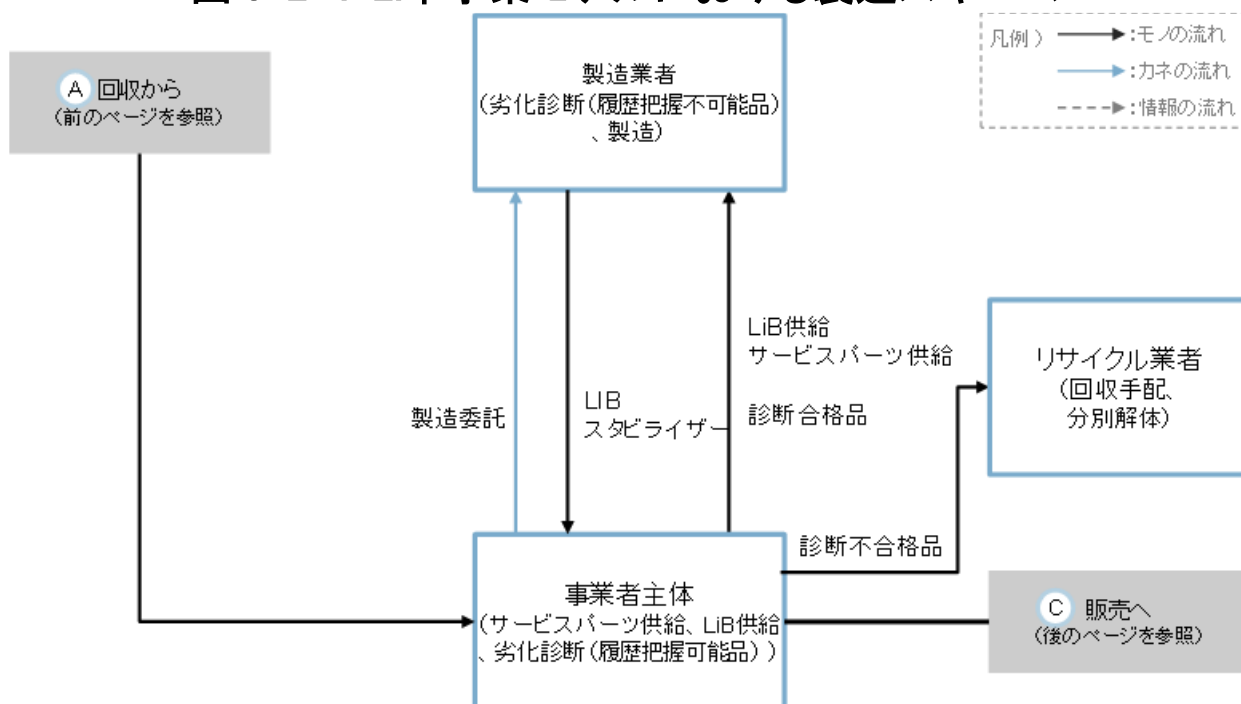 凡例）
:モノの流れ
:カネの流れ
:情報の流れ
A 回収から
(前のページを参照)
製造業者
(劣化診断(履歴把握不可能品)
、製造)
LiB供給
サービスパーツ供給
診断合格品
製造委託
LIB
スタビライザー
リサイクル業者
(回収手配、
分別解体)
診断不合格品
事業者主体
(サービスパーツ供給、LiB供給
、劣化診断(履歴把握可能品))
C 販売へ
(後のページを参照)